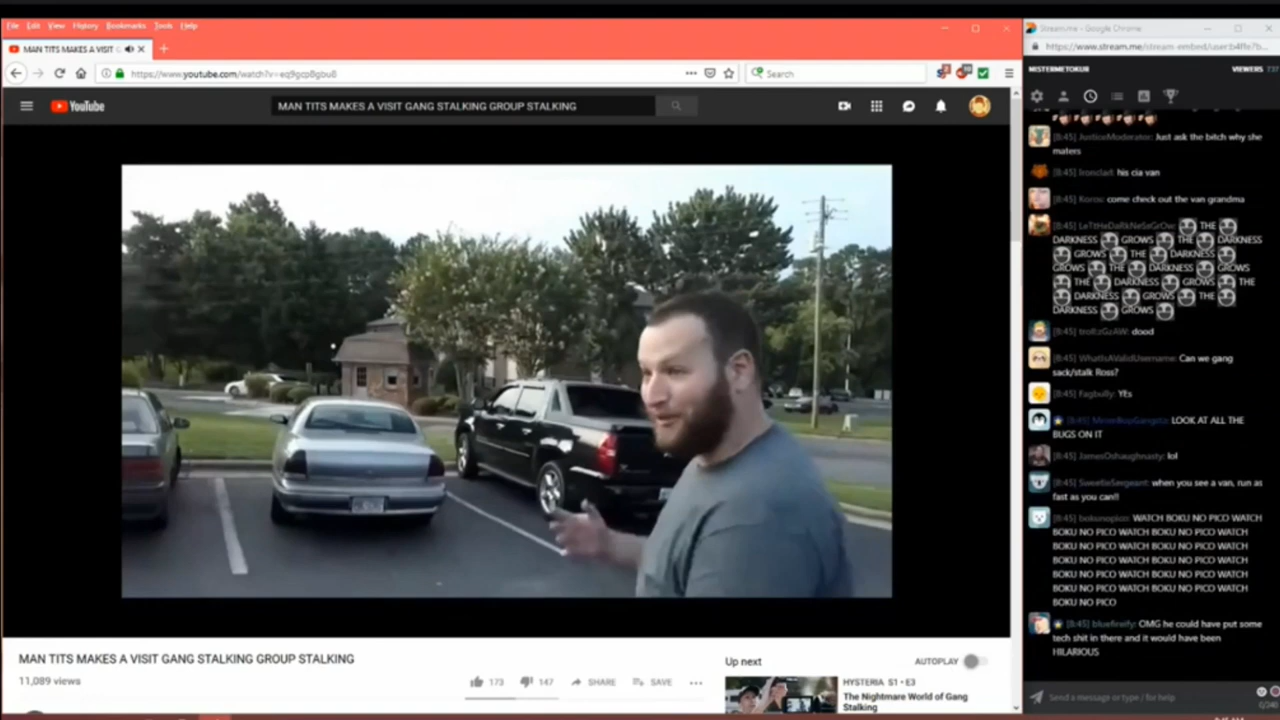 File Edit View History Bookmarks Tools Help
MAN TITS MAKES A VISIT G
https://www.youtube.com/watch?v=eq9gcp8gbu8
Search
YouTube
MAN TITS MAKES A VISIT GANG STALKING GROUP STALKING
MAN TITS MAKES A VISIT GANG STALKING GROUP STALKING
11,089 views
173
147
SHARE
SAVE
Up next
AUTOPLAY
HYSTERIA S1 • E3
The Nightmare World of Gang
Stalking
Stream.me - Google Chrome
https://www.stream.me/stream-embed/user:b4ffe7b...
MISTERMETOKUR
VIEWERS 737
[8:45] JusticeModerator: Just ask the bitch why she
maters
[8:45] Ironclad: his cia van
[8:45] Korox: come check out the van grandma
[8:45] LeTtHeDaRkNeSsGrOw: THE
DARKNESS GROWS THE DARKNESS
GROWS THE DARKNESS
GROWS THE DARKNESS GROWS
THE DARKNESS GROWS THE
DARKNESS GROWS THE
DARKNESS GROWS
[8:45] dood
[8:45] WhatIsAValidUsername: Can we gang
sack/stalk Ross?
[8:45] Fagbully: YEs
[8:45] LOOK AT ALL THE
BUGS ON IT
[8:45] JamesOshaughnasty: lol
[8:45] SweetieSergeant: when you see a van, run as
fast as you can!!
[8:45] bokunopico: WATCH BOKU NO PICO WATCH
BOKU NO PICO WATCH BOKU NO PICO WATCH
BOKU NO PICO WATCH BOKU NO PICO WATCH
BOKU NO PICO WATCH BOKU NO PICO WATCH
BOKU NO PICO WATCH BOKU NO PICO WATCH
BOKU NO PICO WATCH BOKU NO PICO WATCH
BOKU NO PICO
[8:45] bluefirefly: OMG he could have put some
tech shit in there and it would have been
HILARIOUS
Send a message or type / for help
0/240